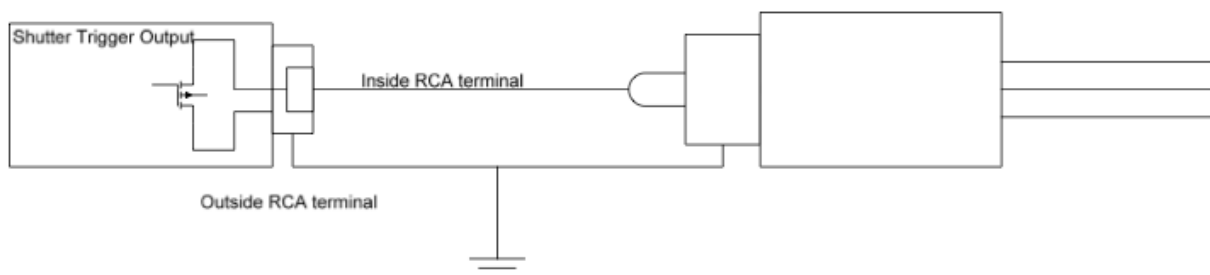 Shutter Trigger Output
Inside RCA terminal
Outside RCA terminal